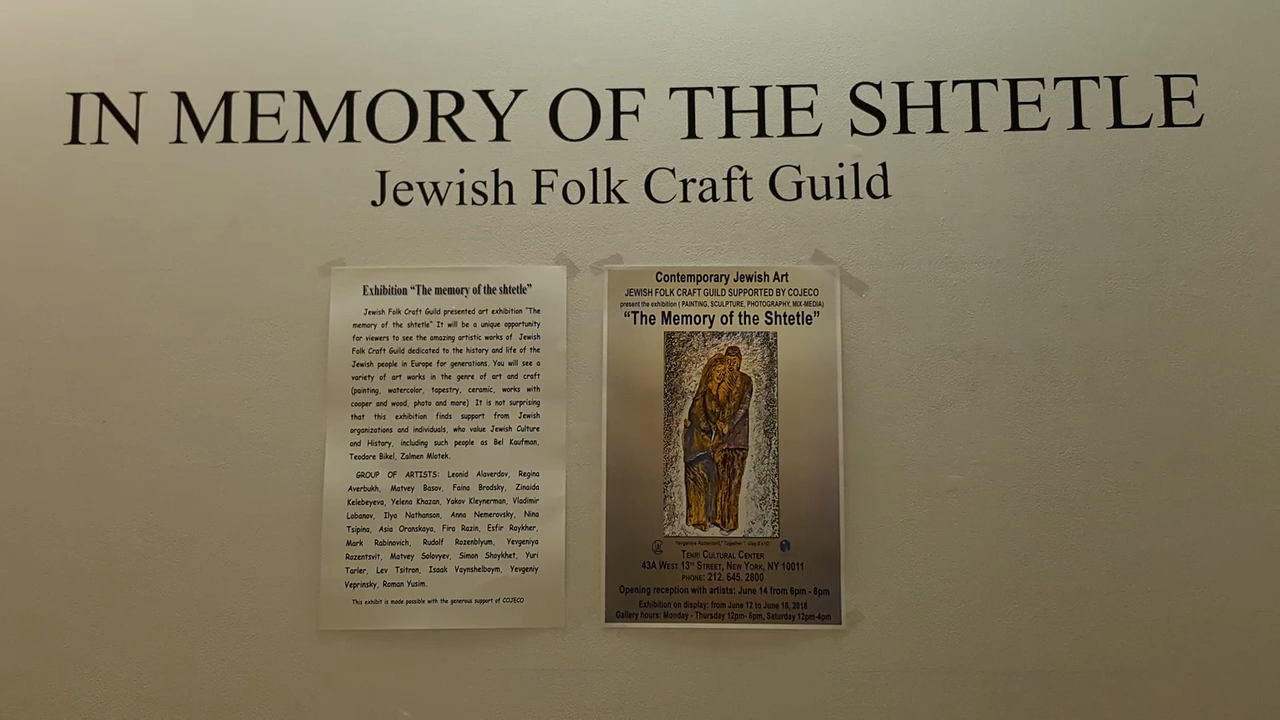 IN MEMORY OF THE SHTETLE
Jewish Folk Craft Guild
Exhibition “The memory of the shtetle”
Jewish Folk Craft Guild presented art exhibition “The
memory of the shtetle” It will be a unique opportunity
for viewers to see the amazing artistic works of Jewish
Folk Craft Guild dedicated to the history and life of the
Jewish people in Europe for generations. You will see a
variety of art works in the genre of art and craft
(painting, watercolor, tapestry, ceramic, works with
cooper and wood, photo and more) It is not surprising
that this exhibition finds support from Jewish
organizations and individuals, who value Jewish Culture
and History, including such people as Bel Kaufman,
Teodore Bikel, Zalmen Mlotek.
GROUP OF ARTISTS: Leonid Alaverdov, Regina
Averbukh, Matvey Basov, Faina Brodsky, Zinaida
Kelebeyeva, Yelena Khazan, Yakov Kleynerman, Vladimir
Lobanov, Ilya Nathanson, Anna Nemerovsky, Nina
Tsipina, Asia Oranskaya, Fira Razin, Esfir Raykher,
Mark Rabinovich, Rudolf Rozenblyum, Yevgeniya
Rozentsvit, Matvey Solovyev, Simon Shoykhet, Yuri
Tarler, Lev Tsitron, Isaak Vaynshelboym, Yevgeniy
Veprinsky, Roman Yusim.
This exhibit is made possible with the generous support of COJECO
Contemporary Jewish Art
JEWISH FOLK CRAFT GUILD SUPPORTED BY COJECO
present the exhibition ( PAINTING, SCULPTURE, PHOTOGRAPHY, MIX-MEDIA)
“The Memory of the Shtetle”
TENRI CULTURAL CENTER
43A WEST 13TH STREET, NEW YORK, NY 10011
PHONE: 212. 645. 2800
Opening reception with artists: June 14 from 6pm - 8pm
Exhibition on display: from June 12 to June 18, 2018
Gallery hours: Monday - Thursday 12pm- 6pm, Saturday 12pm-4pm